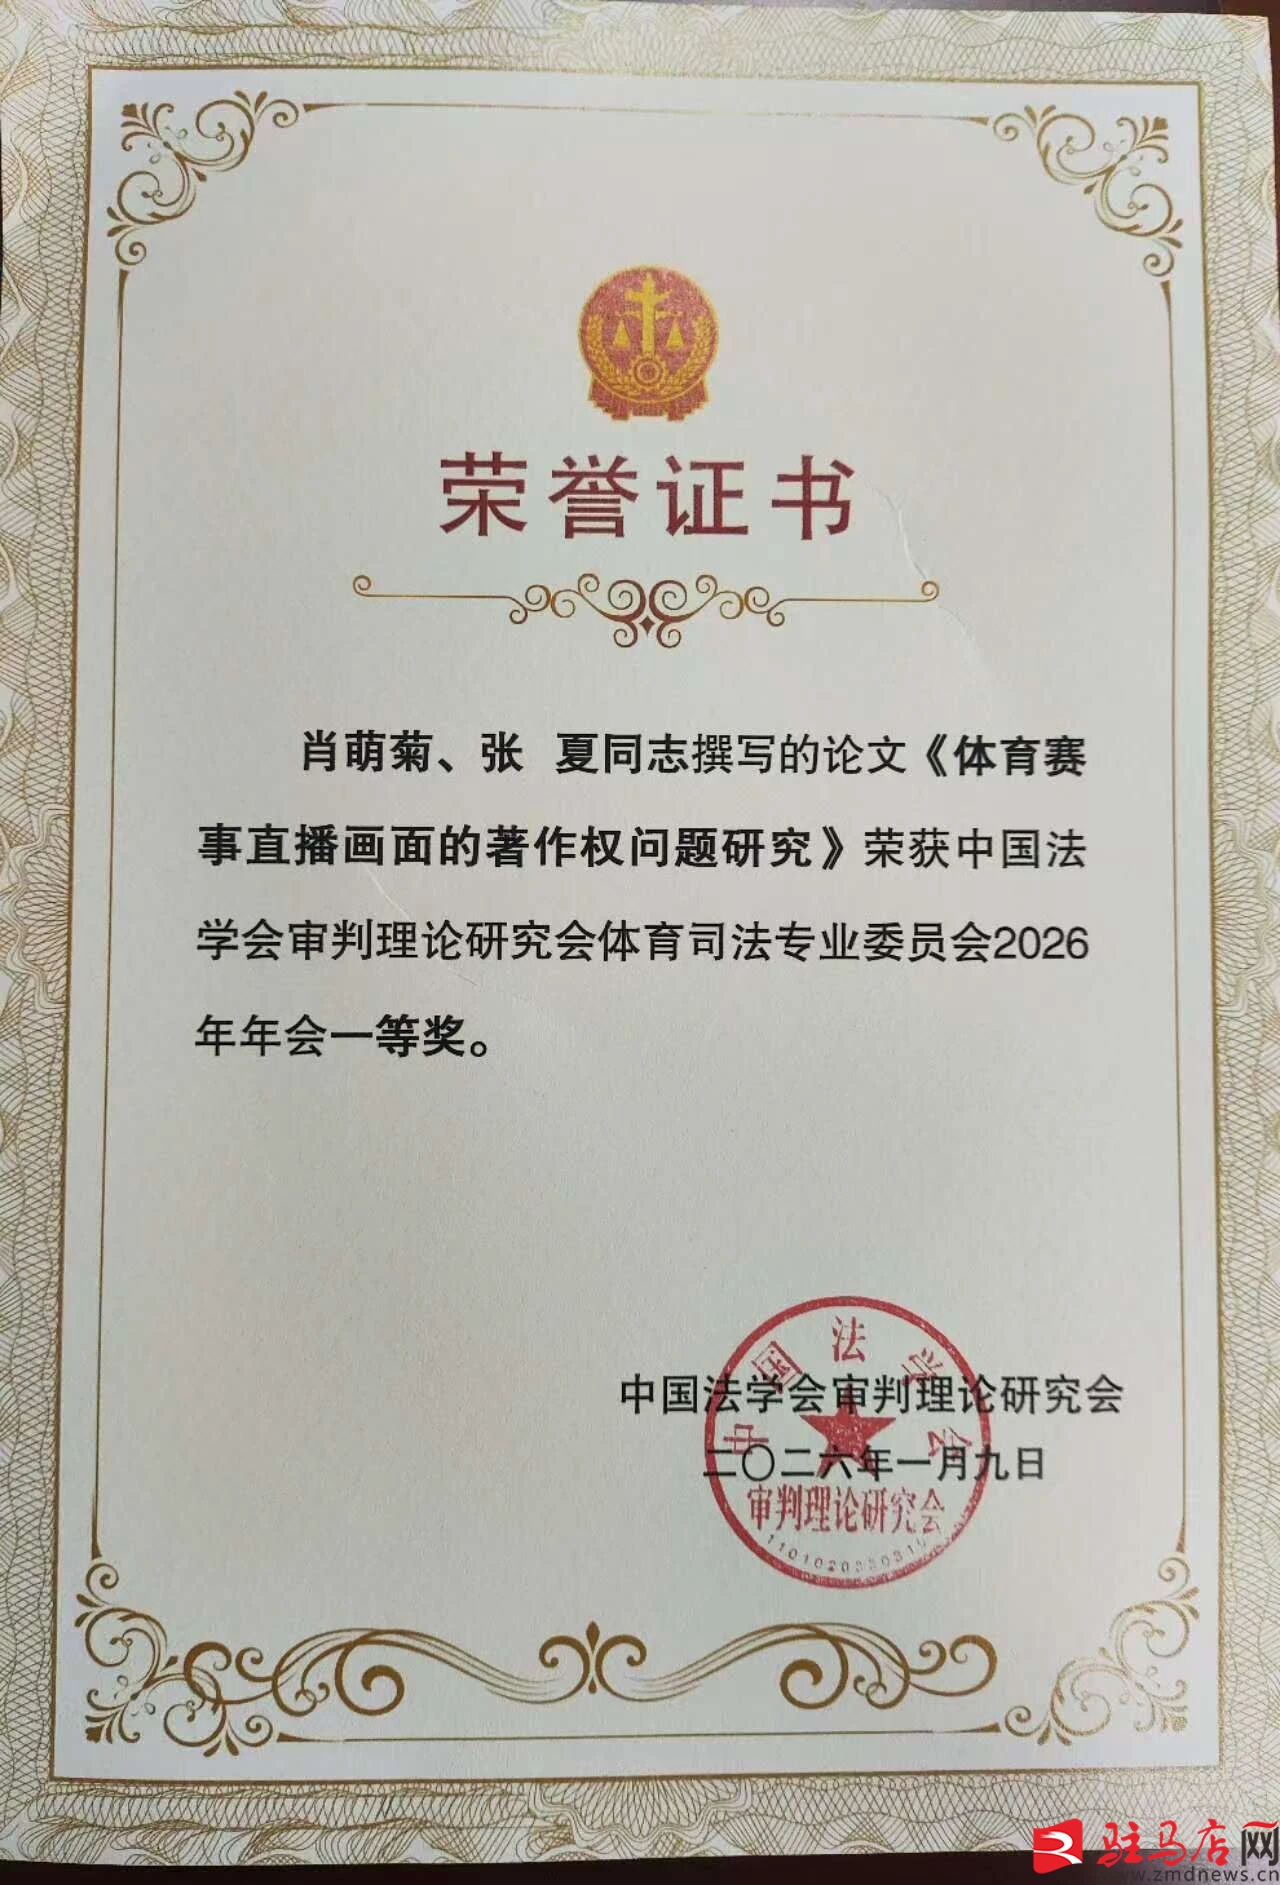 荣誉证书
肖萌菊、张 夏同志撰写的论文《体育赛
事直播画面的著作权问题研究》荣获中国法
学会审判理论研究会体育司法专业委员会2026
年年会一等奖。
中国法学会审判理论研究会
二〇二六年一月九日
中国法学会
审判理论研究会
驻马店网
www.zmdnews.cn